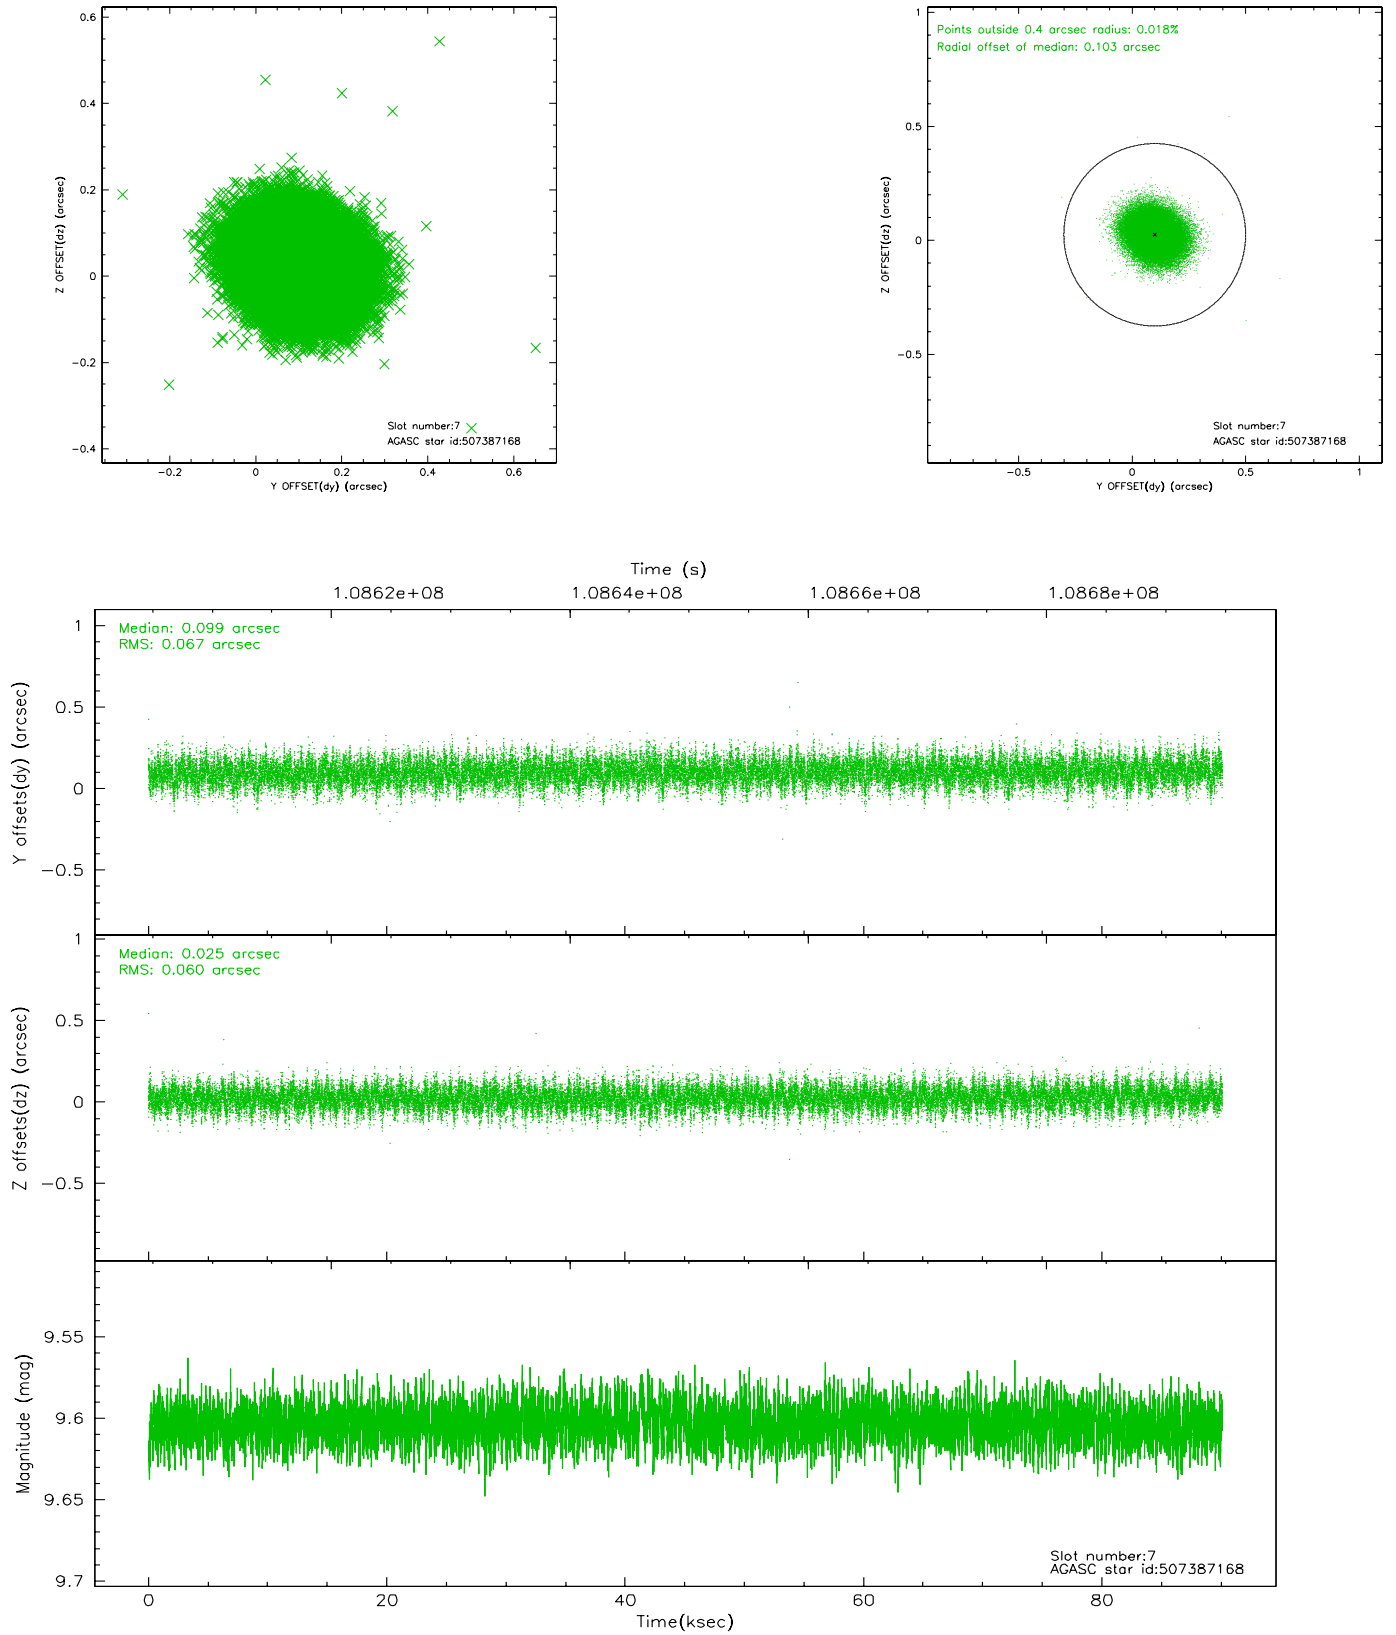 0.6
0.4
0.2
0
−0.2
−0.4
Z OFFSET(dz) (arcsec)
Slot number:7
AGASC star id:507387168
−0.2 0 0.2 0.4 0.6
Y OFFSET(dy) (arcsec)
Points outside 0.4 arcsec radius: 0.018%
Radial offset of median: 0.103 arcsec
1
0.5
0
−0.5
Z OFFSET(dz) (arcsec)
Slot number:7
AGASC star id:507387168
−0.5 0 0.5 1
Y OFFSET(dy) (arcsec)
Time (s)
1.0862e+08 1.0864e+08 1.0866e+08 1.0868e+08
Median: 0.099 arcsec
RMS: 0.067 arcsec
1
0.5
0
−0.5
Y offsets(dy) (arcsec)
Median: 0.025 arcsec
RMS: 0.060 arcsec
1
0.5
0
−0.5
Z offsets(dz) (arcsec)
9.55
9.6
9.65
9.7
Magnitude (mag)
Slot number:7
AGASC star id:507387168
0 20 40 60 80
Time(ksec)